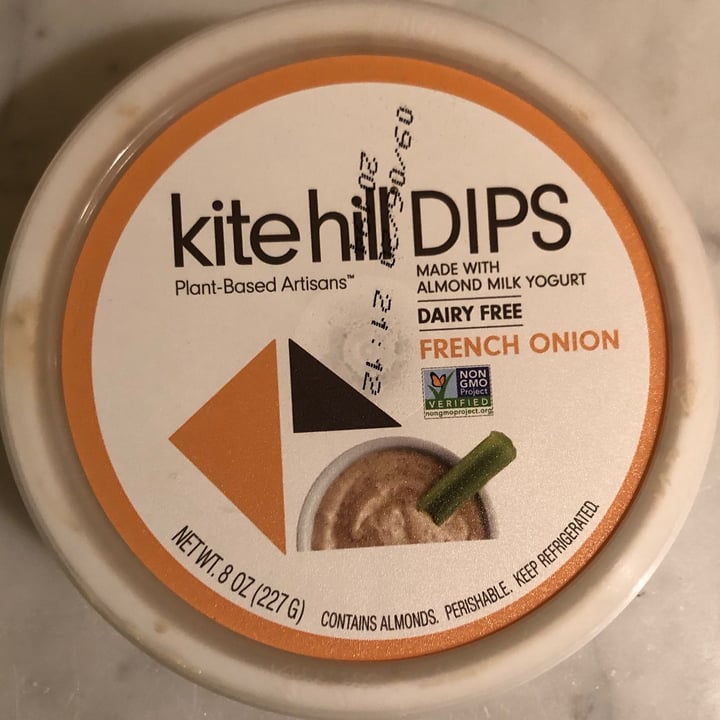 kite hill DIPS
Plant-Based Artisans™
MADE WITH
ALMOND MILK YOGURT
DAIRY FREE
FRENCH ONION
NON
GMO
Project
VERIFIED
nongmoproject.org
NET WT. 8 OZ (227 G)
CONTAINS ALMONDS. PERISHABLE. KEEP REFRIGERATED.